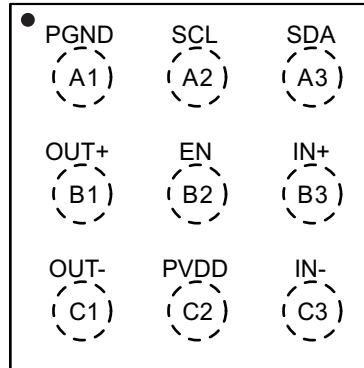 PGND SCL SDA
A1 A2 A3
OUT+ EN IN+
B1 B2 B3
OUT- PVDD IN-
C1 C2 C3